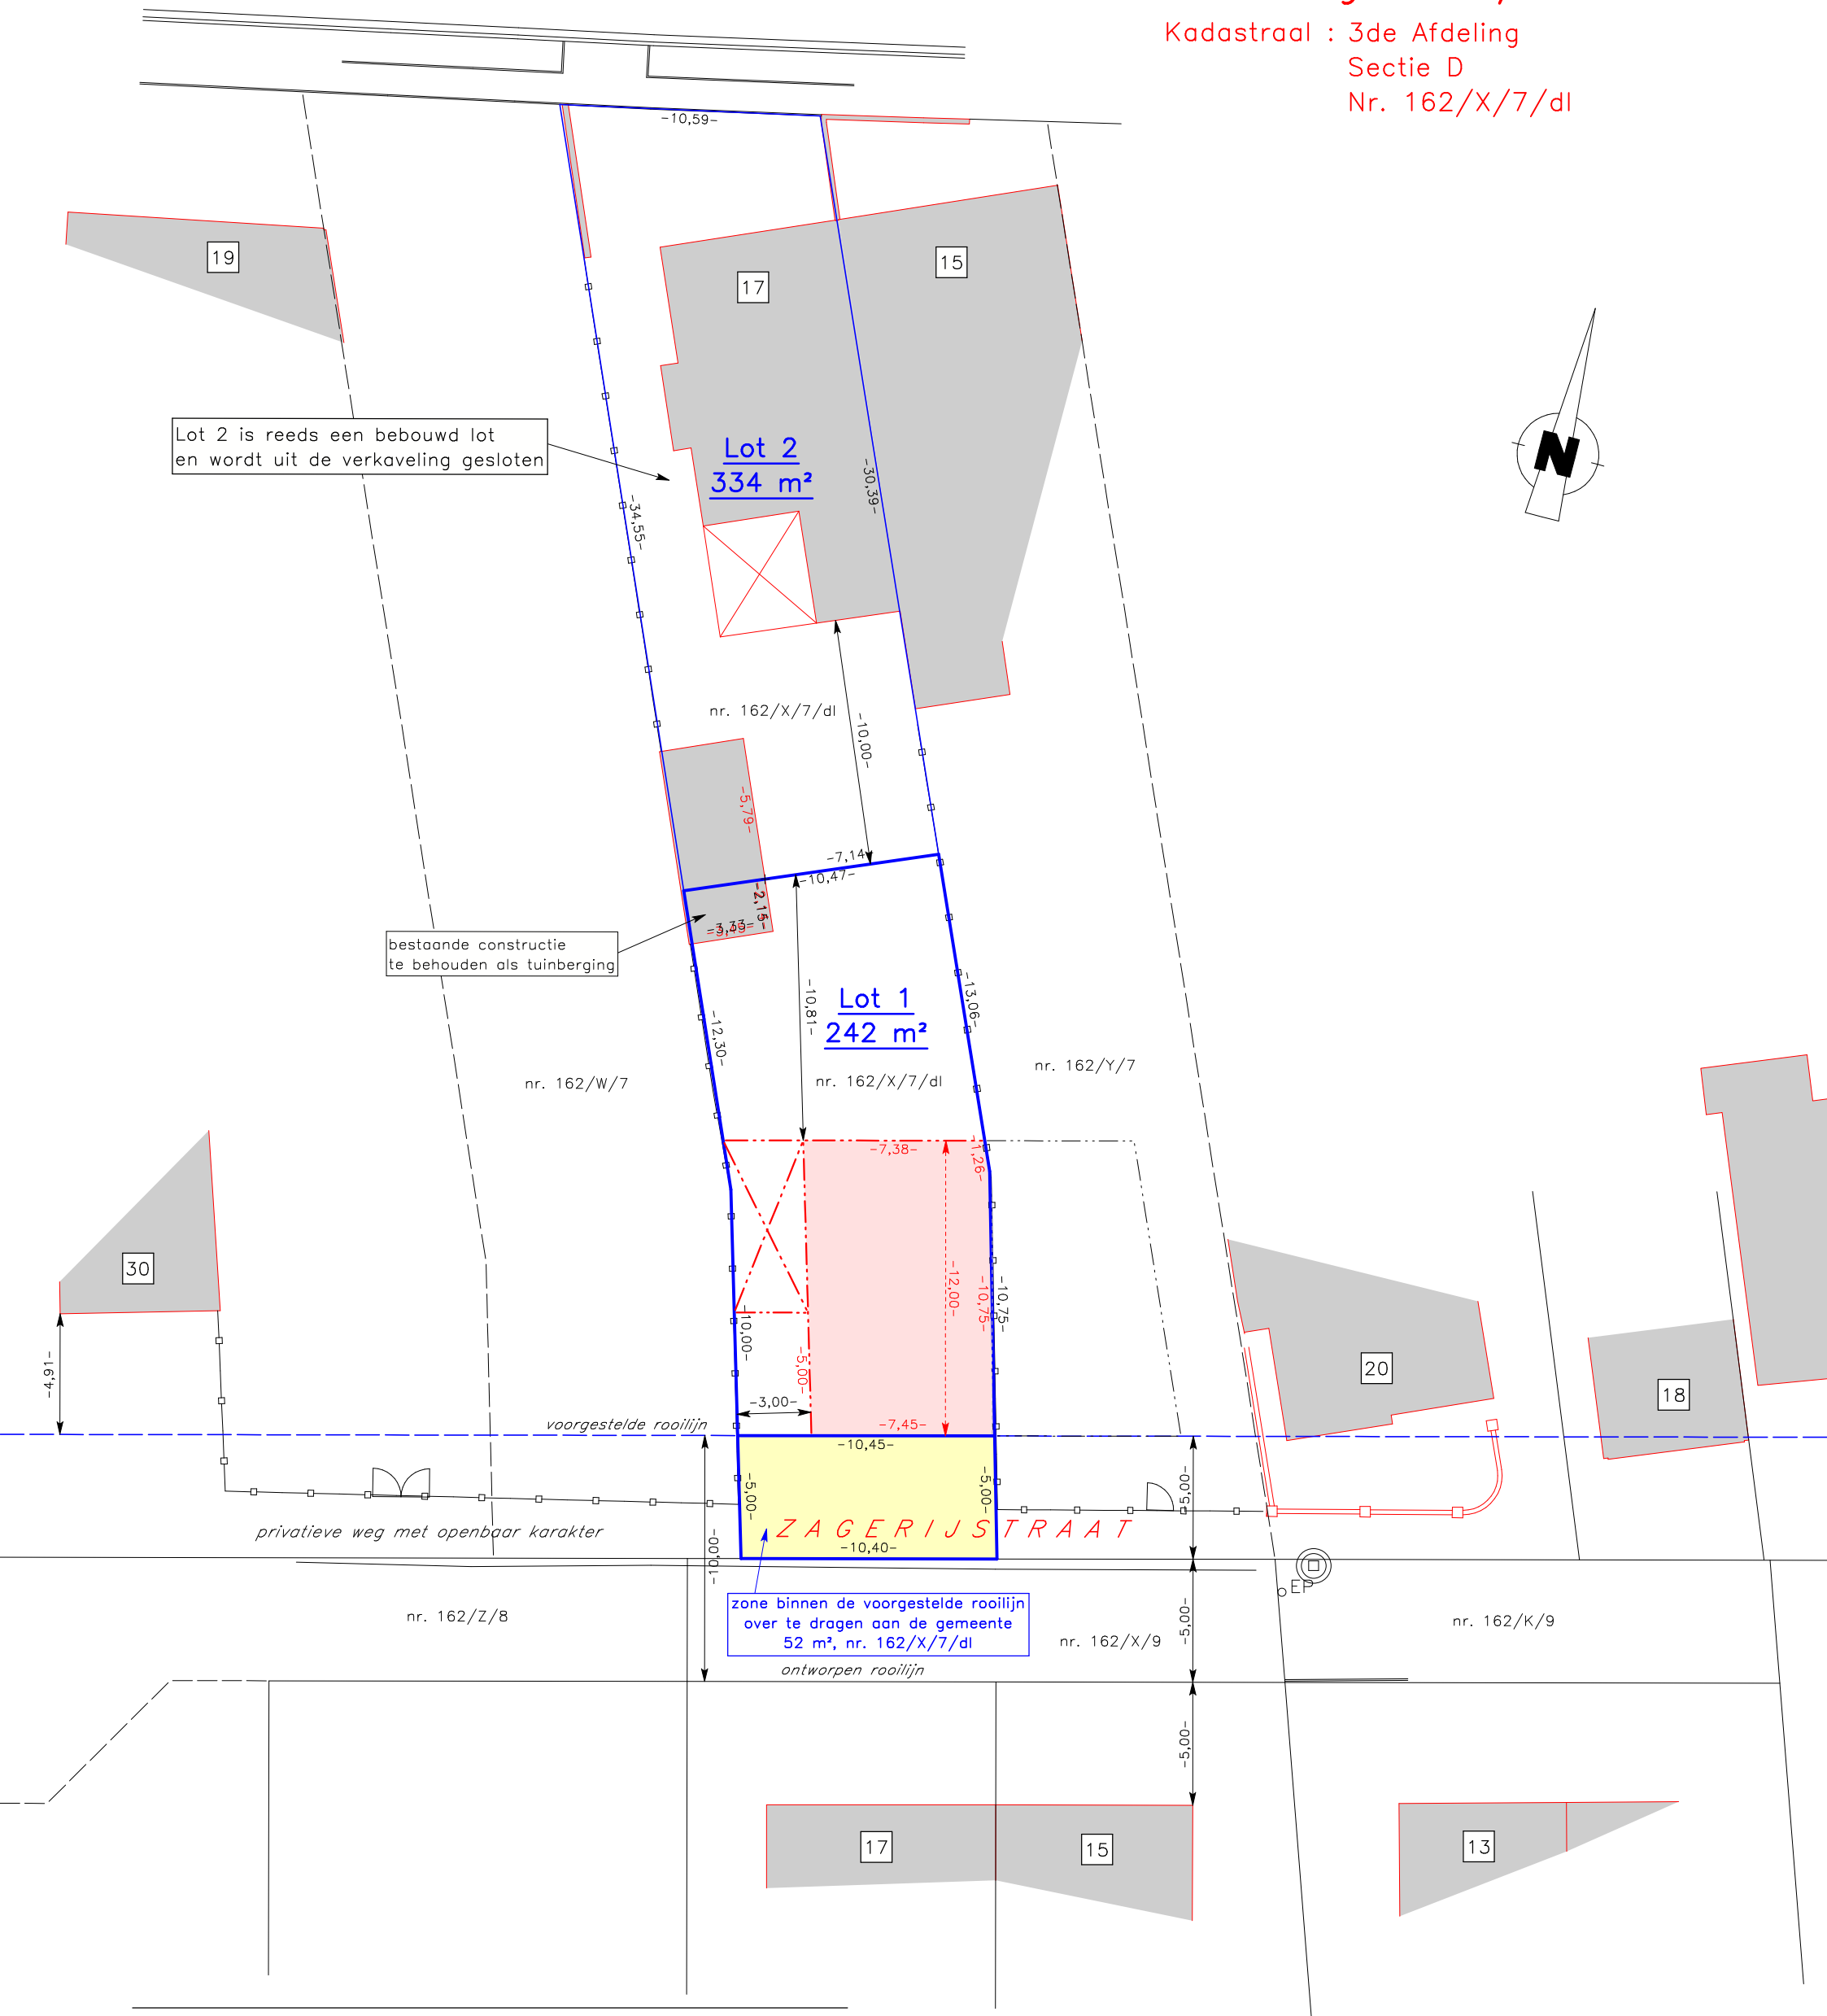 Kadastraal : 3de Afdeling
Sectie D
Nr. 162/X/7/dl
-10,59-
19
17
15
N
Lot 2 is reeds een bebouwd lot
en wordt uit de verkaveling gesloten
Lot 2
334 m²
-30,39-
-34,55-
nr. 162/X/7/dl
-10,00-
-5,79-
-7,14-
-10,47-
-2,15-
-3,33-
bestaande constructie
te behouden als tuinberging
-10,81-
Lot 1
242 m²
-13,06-
-12,30-
nr. 162/W/7
nr. 162/X/7/dl
nr. 162/Y/7
-7,38-
-1,26-
30
-12,00-
-10,75-
-10,75-
-10,00-
-5,00-
-4,91-
20
18
-3,00-
voorgestelde rooilijn
-7,45-
-10,45-
-5,00-
-5,00-
-5,00-
privatieve weg met openbaar karakter
ZAGERIJSTRAAT
-10,40-
-10,00-
EP
zone binnen de voorgestelde rooilijn
over te dragen aan de gemeente
52 m², nr. 162/X/7/dl
nr. 162/Z/8
nr. 162/X/9
-5,00-
nr. 162/K/9
ontworpen rooilijn
-5,00-
17
15
13